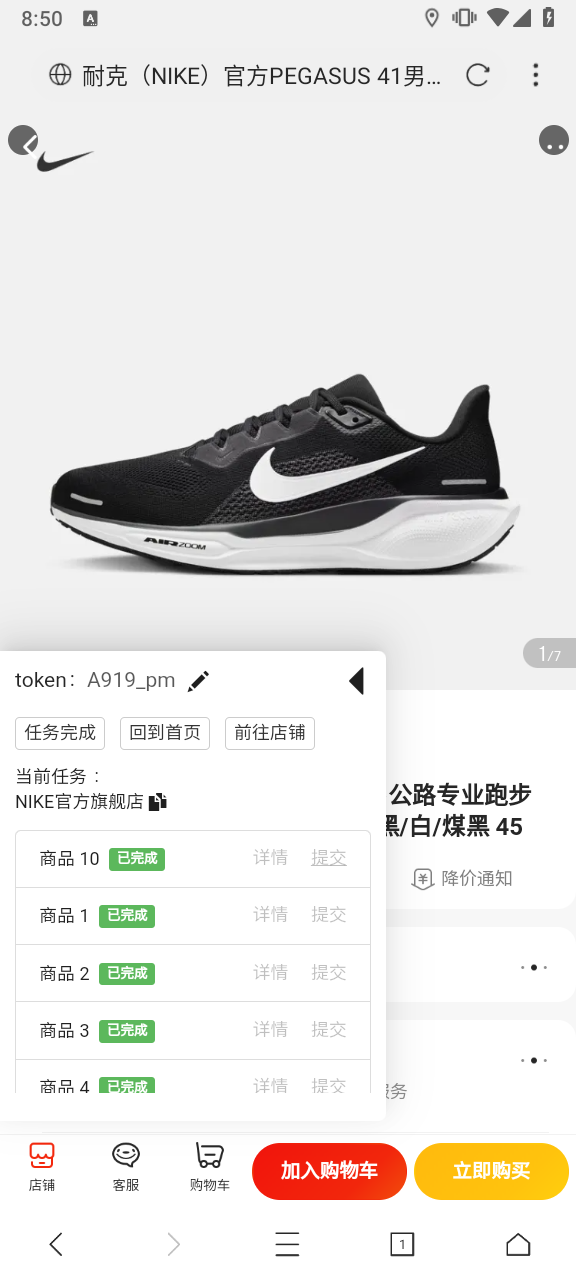 8:50
耐克（NIKE）官方PEGASUS 41男...
AIR ZOOM
1/7
token： A919_pm
任务完成 回到首页 前往店铺
当前任务：
NIKE官方旗舰店
公路专业跑步
黑/白/煤黑 45
商品 10 已完成 详情 提交
降价通知
商品 1 已完成 详情 提交
商品 2 已完成 详情 提交
商品 3 已完成 详情 提交
商品 4 已完成 详情 提交
服务
店铺 客服 购物车 加入购物车 立即购买
1